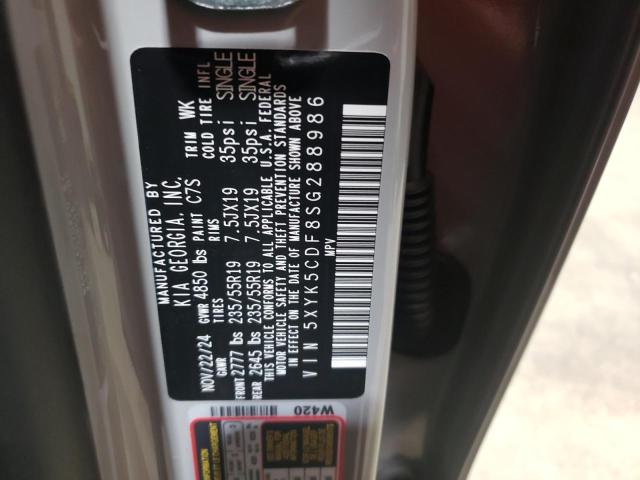 MANUFACTURED BY
KIA GEORGIA, INC.
NOV/22/24 GVWR 4850 lbs PAINT C7S TRIM WK
GAWR RIMS COLD TIRE INFL
FRONT 2777 lbs 235/55R19 7.5JX19 35psi SINGLE
REAR 2645 lbs 235/55R19 7.5JX19 35psi SINGLE
THIS VEHICLE CONFORMS TO ALL APPLICABLE U.S.A. FEDERAL
MOTOR VEHICLE SAFETY AND THEFT PREVENTION STANDARDS
IN EFFECT ON THE DATE OF MANUFACTURE SHOWN ABOVE
VIN 5XYK5CDF8SG288986
MPV
W420